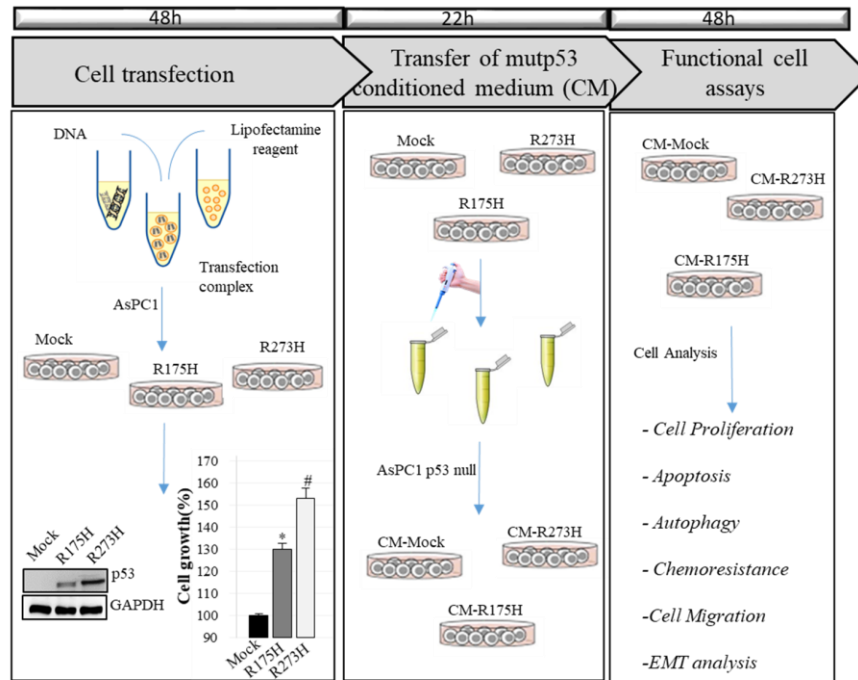 48h
22h
48h
Cell transfection
Transfer of mutp53
conditioned medium (CM)
Functional cell
assays
DNA
Lipofectamine
reagent
Transfection
complex
AsPC1
Mock
R175H
R273H
Mock
R175H
R273H
p53
GAPDH
Cell growth(%)
170
160
150
140
130
120
110
100
90
*
#
Mock
R175H
R273H
Mock
R273H
R175H
AsPC1 p53 null
CM-Mock
CM-R273H
CM-R175H
CM-Mock
CM-R273H
CM-R175H
Cell Analysis
- Cell Proliferation
- Apoptosis
- Autophagy
- Chemoresistance
-Cell Migration
-EMT analysis